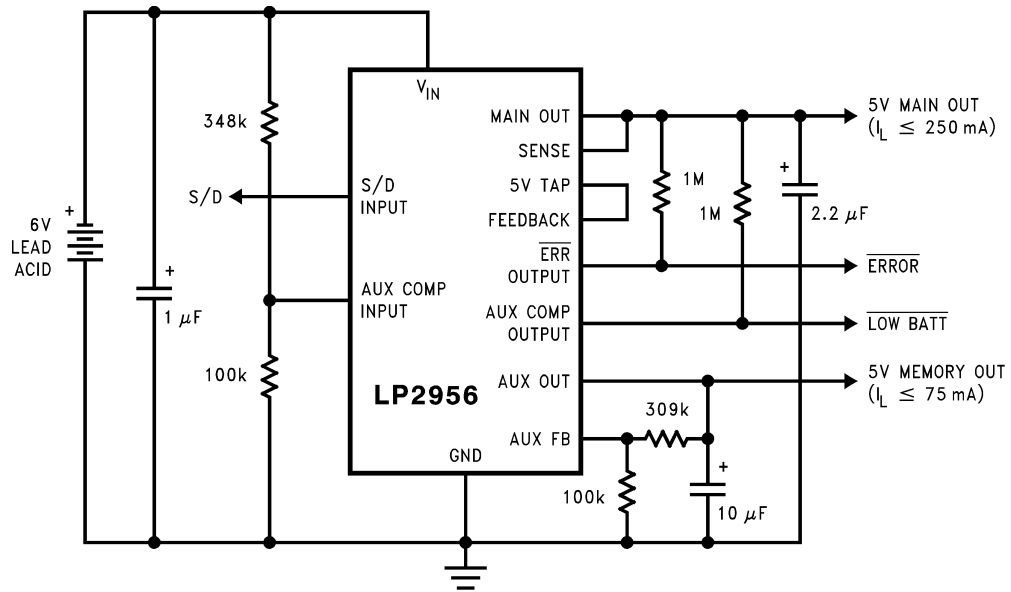 V_IN
348k
MAIN OUT
5V MAIN OUT
(I_L ≤ 250 mA)
SENSE
S/D
S/D
INPUT
5V TAP
1M
1M
2.2 μF
FEEDBACK
6V
LEAD
ACID
ERR
OUTPUT
ERROR
1 μF
AUX COMP
INPUT
AUX COMP
OUTPUT
LOW BATT
100k
LP2956
AUX OUT
5V MEMORY OUT
(I_L ≤ 75 mA)
309k
AUX FB
GND
100k
10 μF
+
+
+
+